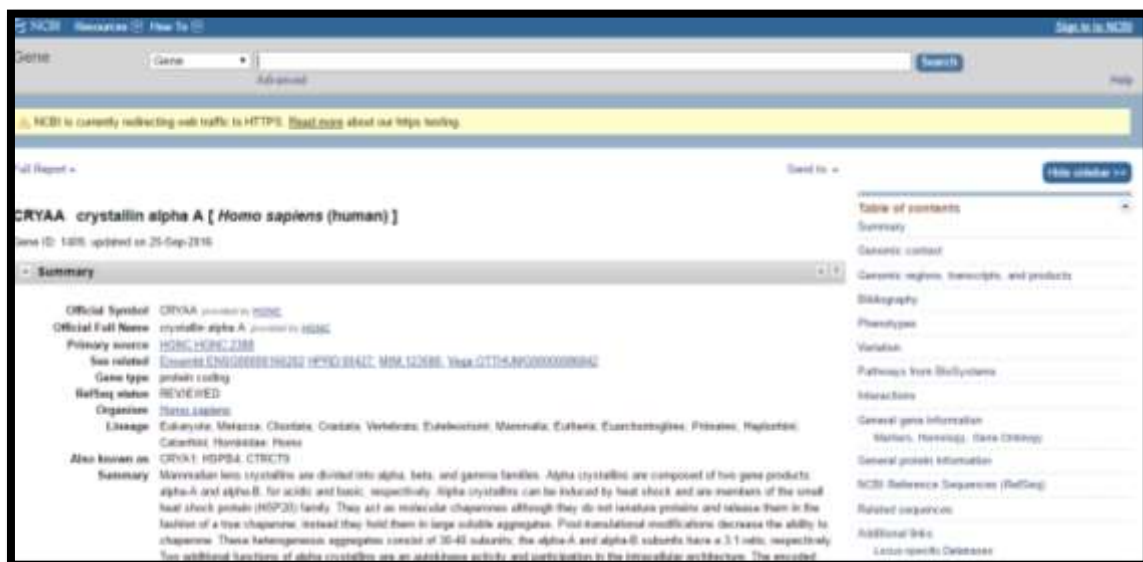 NCBI Resources How To Sign in to NCBI
Gene Gene Search
Advanced Help
NCBI is currently redirecting web traffic to HTTPS. Read more about our https testing.
Full Report Send to Hide sidebar >>
CRYAA crystallin alpha A [ Homo sapiens (human) ]
Gene ID: 1409, updated on 25-Sep-2016
Summary
Official Symbol CRYAA provided by HGNC
Official Full Name crystallin alpha A provided by HGNC
Primary source HGNC:HGNC:2388
See related Ensembl:ENSG00000160202 HPRD:00427; MIM:123580;
Gene type protein coding
RefSeq status REVIEWED
Organism Homo sapiens
Lineage Eukaryota; Metazoa; Chordata; Craniata; Vertebrata; Euteleostomi; Mammalia; Eutheria; Euarchontoglires; Primates; Haplorrhini;
Catarrhini; Hominidae; Homo
Also known as CRYA1; HSPB4; CTRCT9
Summary Mammalian lens crystallins are divided into alpha, beta, and gamma families. Alpha crystallins are composed of two gene products:
alpha-A and alpha-B, for acidic and basic, respectively. Alpha crystallins can be induced by heat shock and are members of the small
heat shock protein (HSP20) family. They act as molecular chaperones although they do not renature proteins and release them in the
fashion of a true chaperone; instead they hold them in large soluble aggregates. Post-translational modifications decrease the ability to
chaperone. These heterogeneous aggregates consist of 30-40 subunits; the alpha-A and alpha-B subunits have a 3:1 ratio, respectively.
Two additional functions of alpha crystallins are an autokinase activity and participation in the intracellular architecture. The encoded
Table of contents
Summary
Genomic context
Genomic regions, transcripts, and products
Bibliography
Phenotypes
Variation
Pathways from BioSystems
Interactions
General gene information
Markers, Homology, Gene Ontology
General protein information
NCBI Reference Sequences (RefSeq)
Related sequences
Additional links
Locus-specific Databases